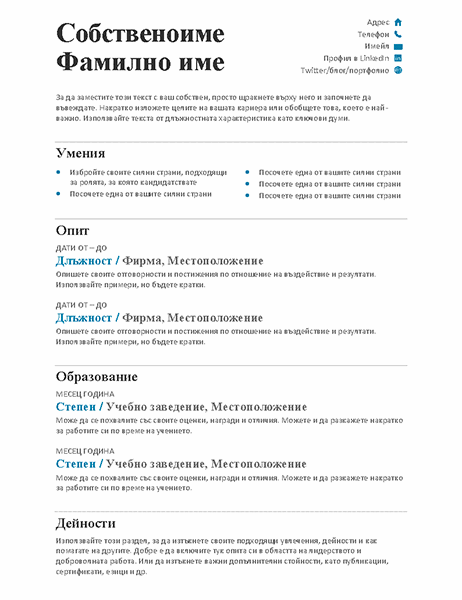 Собственоиме
Фамилно име
Адрес
Телефон
Имейл
Профил в LinkedIn
Twitter/блог/портфолио
За да заместите този текст с ваш собствен, просто щракнете върху него и започнете да
въвеждате. Накратко изложете целите на вашата кариера или обобщете това, което е най-
важно. Използвайте текста от длъжностната характеристика като ключови думи.
Умения
Избройте своите силни страни, подходящи
за ролята, за която кандидатствате
Посочете една от вашите силни страни
Посочете една от вашите силни страни
Посочете една от вашите силни страни
Посочете една от вашите силни страни
Опит
ДАТИ ОТ – ДО
Длъжност / Фирма, Местоположение
Опишете своите отговорности и постижения по отношение на въздействие и резултати.
Използвайте примери, но бъдете кратки.
ДАТИ ОТ – ДО
Длъжност / Фирма, Местоположение
Опишете своите отговорности и постижения по отношение на въздействие и резултати.
Използвайте примери, но бъдете кратки.
Образование
МЕСЕЦ ГОДИНА
Степен / Учебно заведение, Местоположение
Може да се похвалите със своите оценки, награди и отличия. Можете и да разкажете накратко
за работите си по време на учението.
МЕСЕЦ ГОДИНА
Степен / Учебно заведение, Местоположение
Може да се похвалите със своите оценки, награди и отличия. Можете и да разкажете накратко
за работите си по време на учението.
Дейности
Използвайте този раздел, за да изтъкнете своите подходящи увлечения, дейности и как
помагате на другите. Добре е да включите тук опита си в областта на лидерството и
доброволната работа. Или да изтъкнете важни допълнителни стойности, като публикации,
сертификати, езици и др.